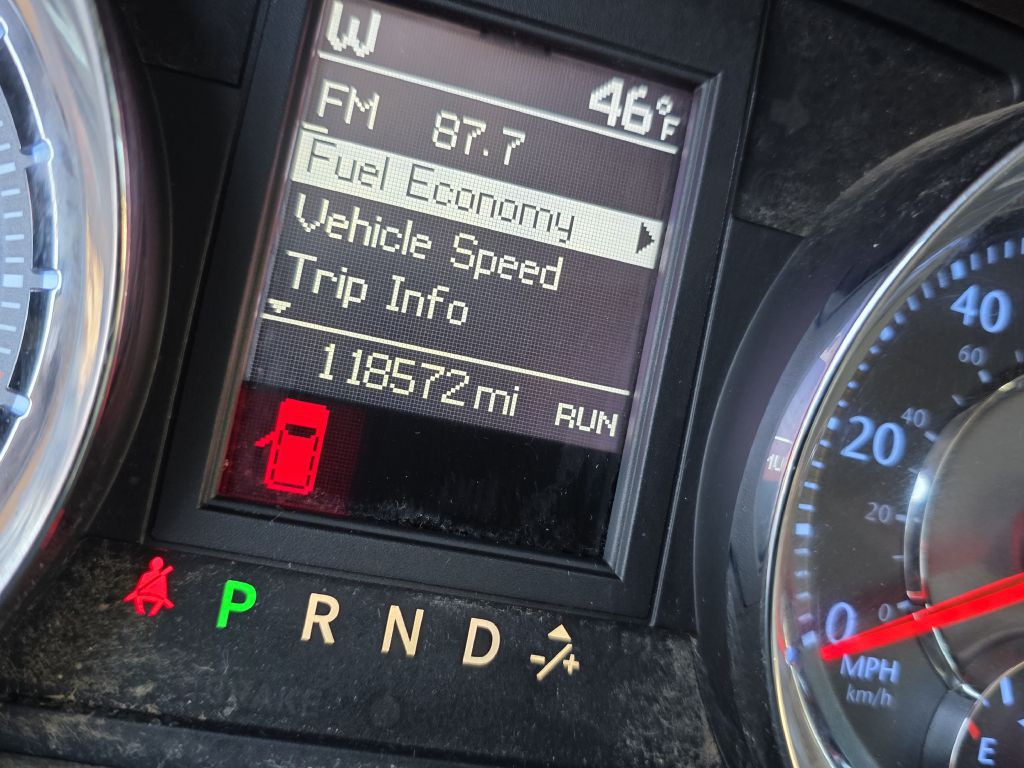 W
46°F
FM 87.7
Fuel Economy
Vehicle Speed
Trip Info
118572 mi RUN
P R N D -/+
40
60
20
40
20
0
0
MPH
km/h
E